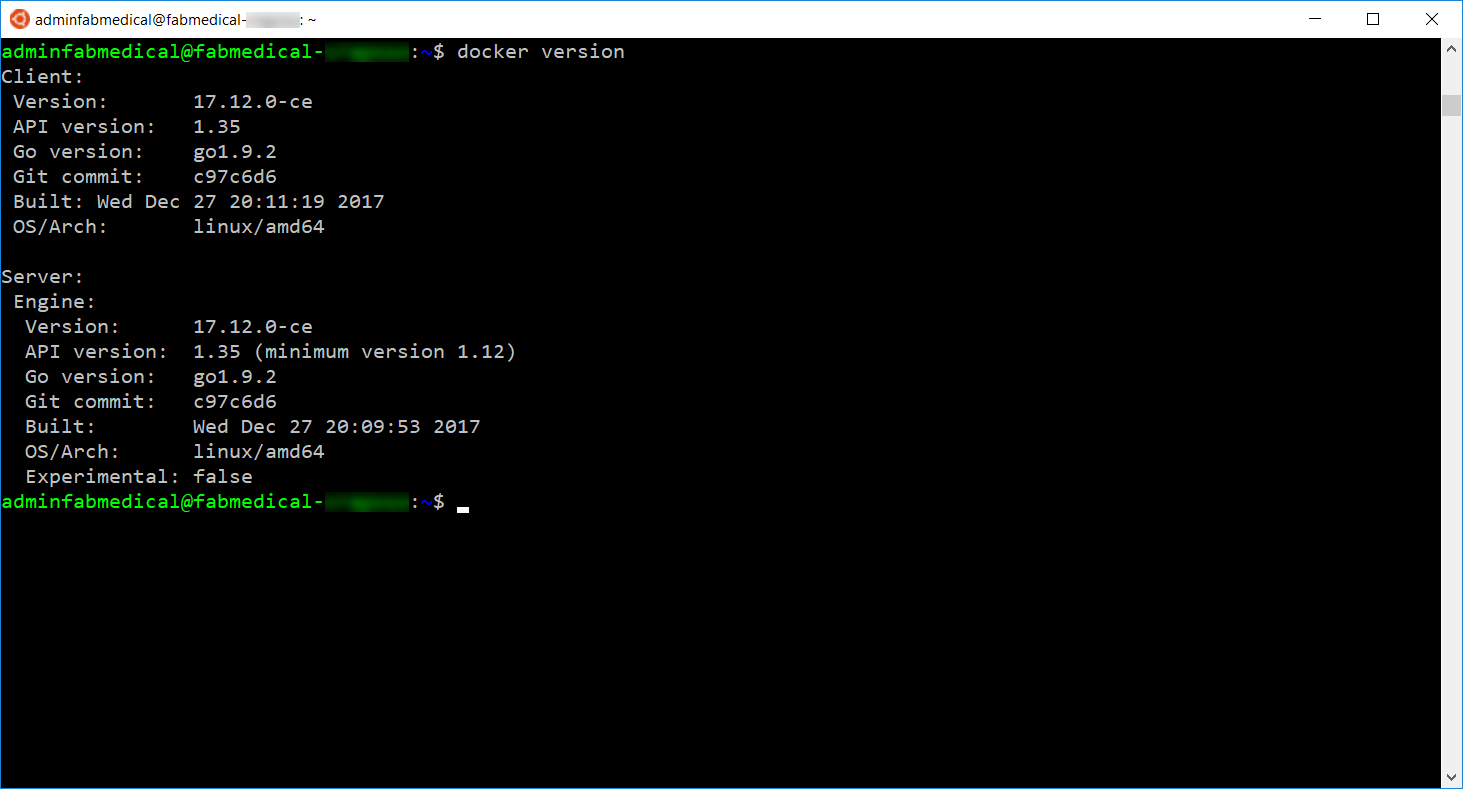 adminfabmedical@fabmedical- : ~
adminfabmedical@fabmedical- :~$ docker version
Client:
 Version:       17.12.0-ce
 API version:   1.35
 Go version:    go1.9.2
 Git commit:    c97c6d6
 Built: Wed Dec 27 20:11:19 2017
 OS/Arch:       linux/amd64

Server:
 Engine:
  Version:      17.12.0-ce
  API version:  1.35 (minimum version 1.12)
  Go version:   go1.9.2
  Git commit:   c97c6d6
  Built:        Wed Dec 27 20:09:53 2017
  OS/Arch:      linux/amd64
  Experimental: false
adminfabmedical@fabmedical- :~$